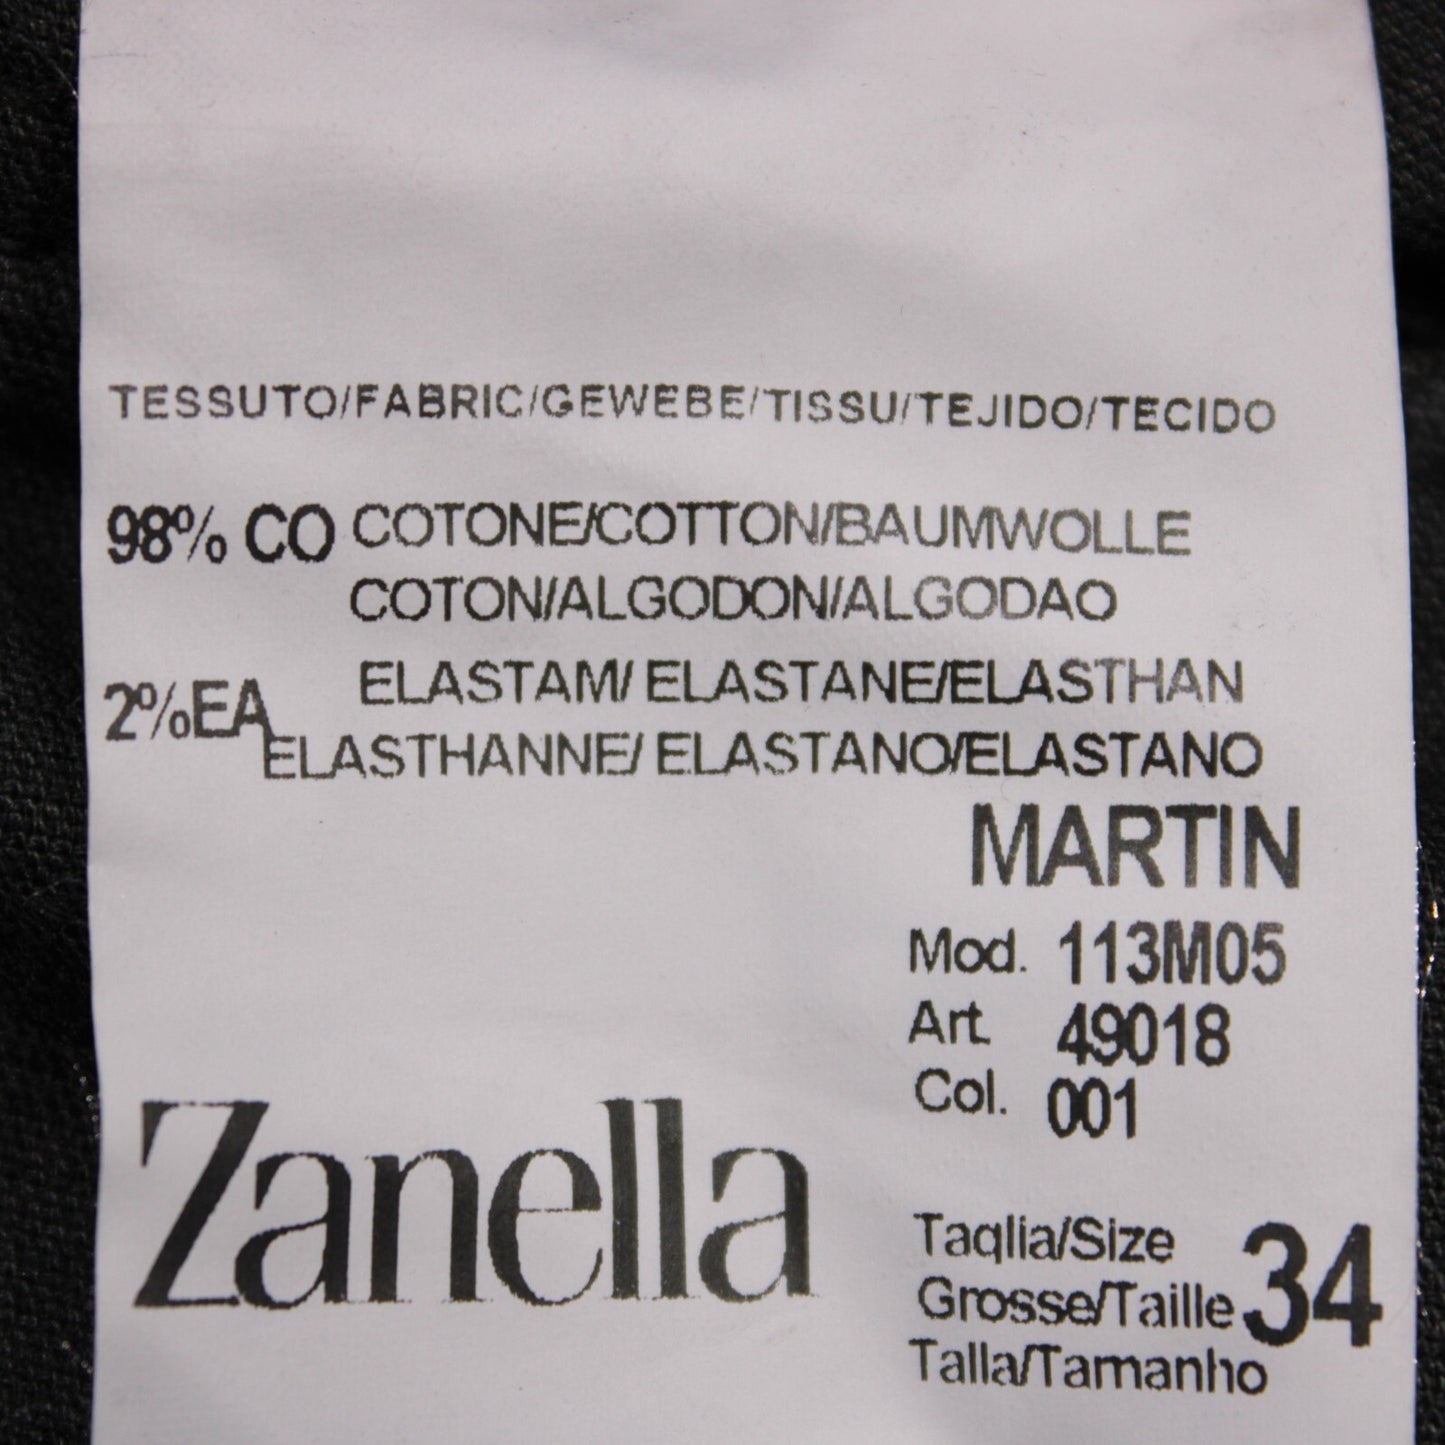 TESSUTO/FABRIC/GEWEBE/TISSU/TEJIDO/TECIDO
98% CO COTONE/COTTON/BAUMWOLLE
COTON/ALGODON/ALGODAO
2%EA ELASTAM/ ELASTANE/ELASTHAN
ELASTHANNE/ ELASTANO/ELASTANO
MARTIN
Mod. 113M05
Art. 49018
Col. 001
Zanella
Taqlia/Size
Grosse/Taille 34
Talla/Tamanho